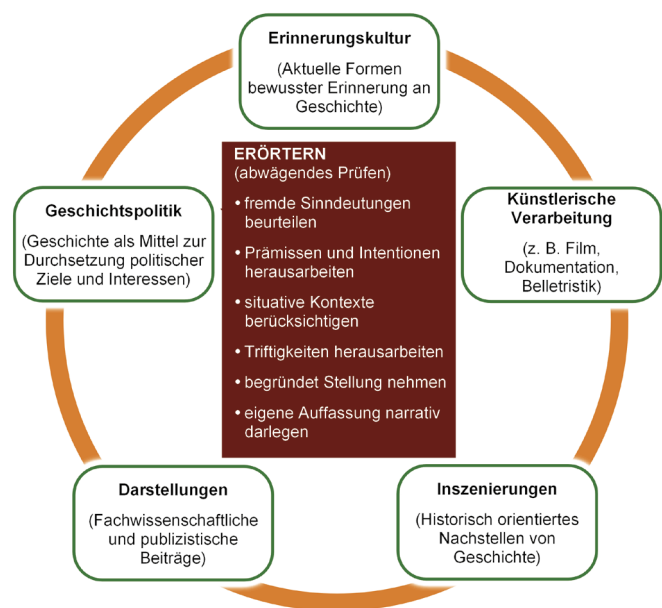 Erinnerungskultur
(Aktuelle Formen
bewusster Erinnerung an
Geschichte)
ERÖRTERN
(abwägendes Prüfen)
• fremde Sinndeutungen
beurteilen
• Prämissen und Intentionen
herausarbeiten
• situative Kontexte
berücksichtigen
• Triftigkeiten herausarbeiten
• begründet Stellung nehmen
• eigene Auffassung narrativ
darlegen
Geschichtspolitik
(Geschichte als Mittel zur
Durchsetzung politischer
Ziele und Interessen)
Künstlerische
Verarbeitung
(z. B. Film,
Dokumentation,
Belletristik)
Darstellungen
(Fachwissenschaftliche
und publizistische
Beiträge)
Inszenierungen
(Historisch orientiertes
Nachstellen von
Geschichte)